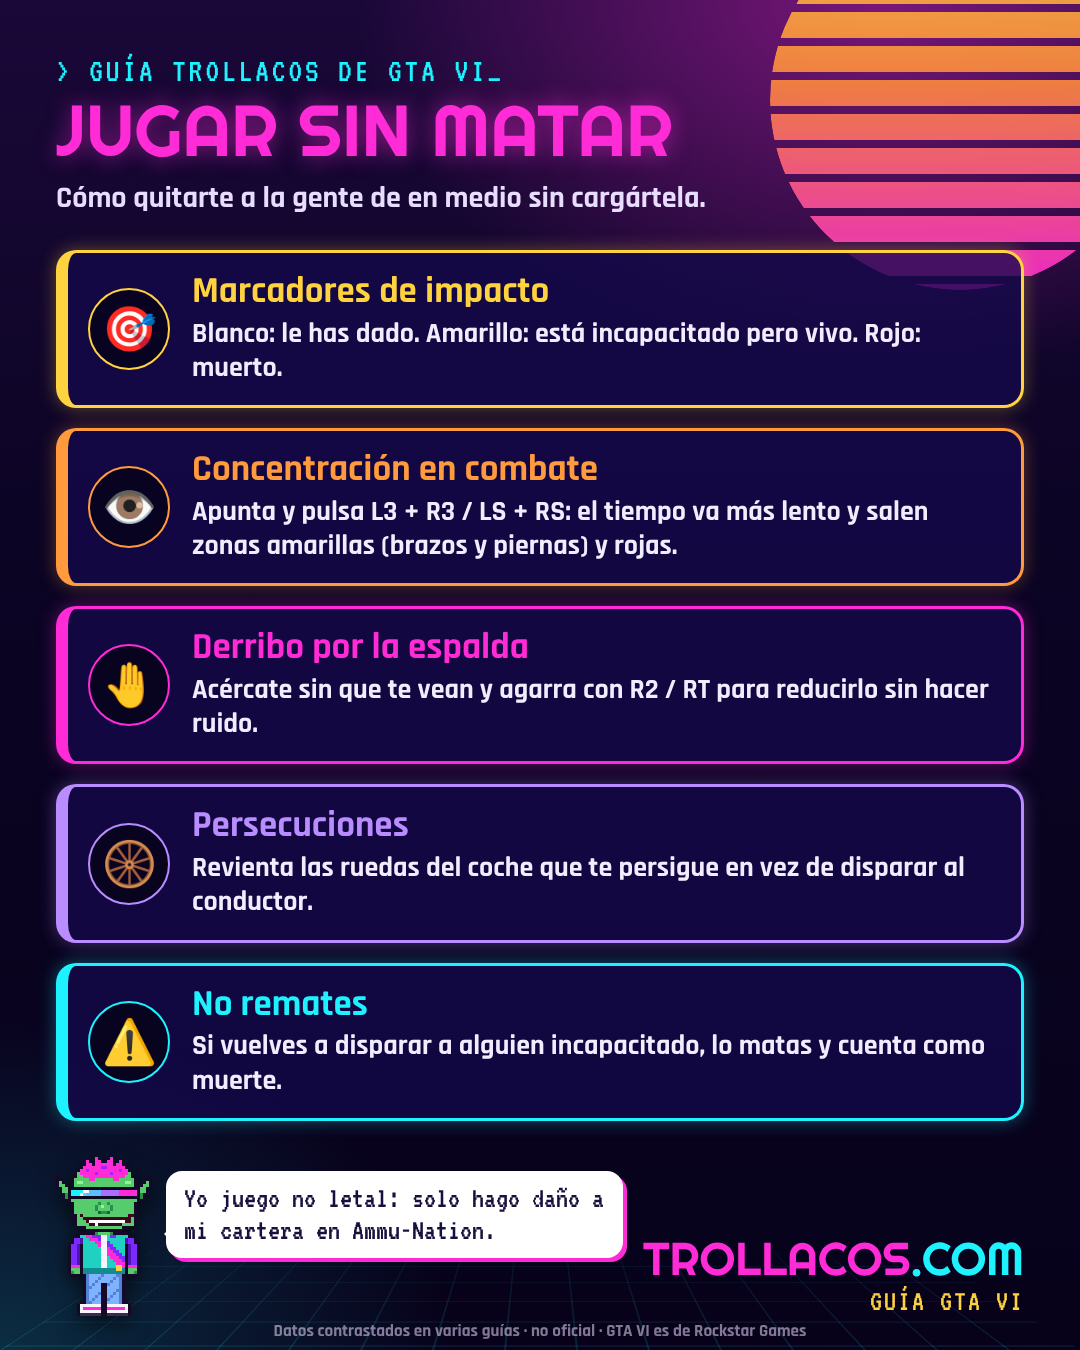 > GUÍA TROLLACOS DE GTA VI_
JUGAR SIN MATAR
Cómo quitarte a la gente de en medio sin cargártela.
Marcadores de impacto
Blanco: le has dado. Amarillo: está incapacitado pero vivo. Rojo:
muerto.
Concentración en combate
Apunta y pulsa L3 + R3 / LS + RS: el tiempo va más lento y salen
zonas amarillas (brazos y piernas) y rojas.
Derribo por la espalda
Acércate sin que te vean y agarra con R2 / RT para reducirlo sin hacer
ruido.
Persecuciones
Revienta las ruedas del coche que te persigue en vez de disparar al
conductor.
No remates
Si vuelves a disparar a alguien incapacitado, lo matas y cuenta como
muerte.
Yo juego no letal: solo hago daño a
mi cartera en Ammu-Nation.
TROLLACOS.COM
GUÍA GTA VI
Datos contrastados en varias guías · no oficial · GTA VI es de Rockstar Games